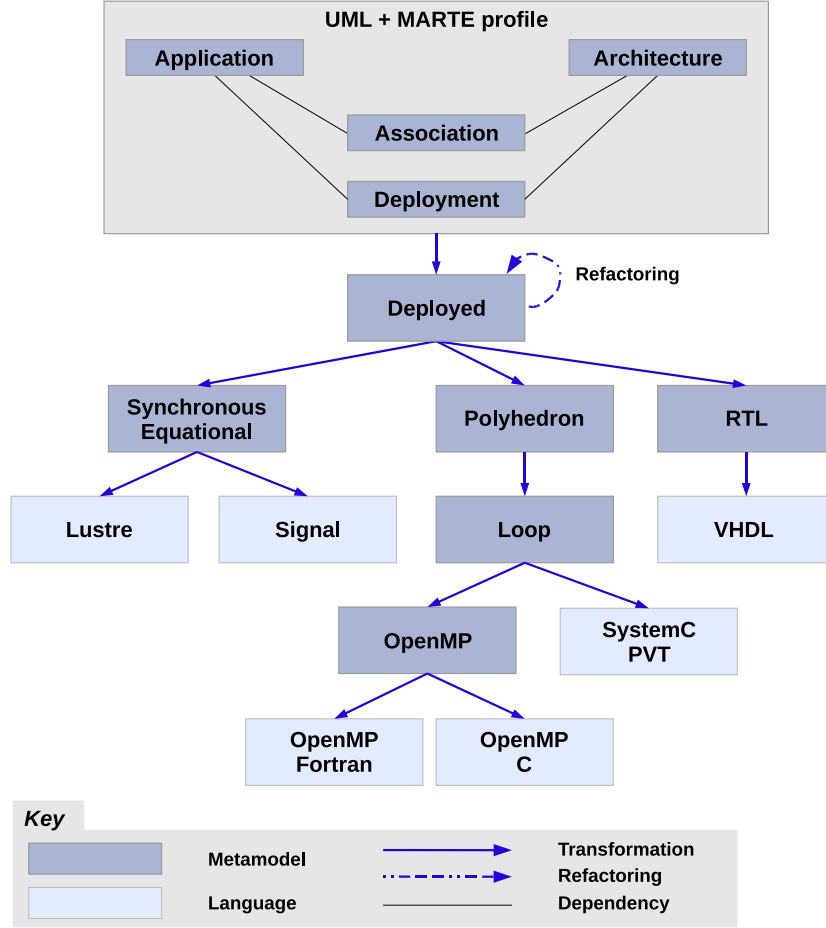 UML + MARTE profile
Application
Architecture
Association
Deployment
Deployed
Refactoring
Synchronous
Equational
Polyhedron
RTL
Lustre
Signal
Loop
VHDL
OpenMP
SystemC
PVT
OpenMP
Fortran
OpenMP
C
Key
Metamodel
Transformation
Refactoring
Language
Dependency